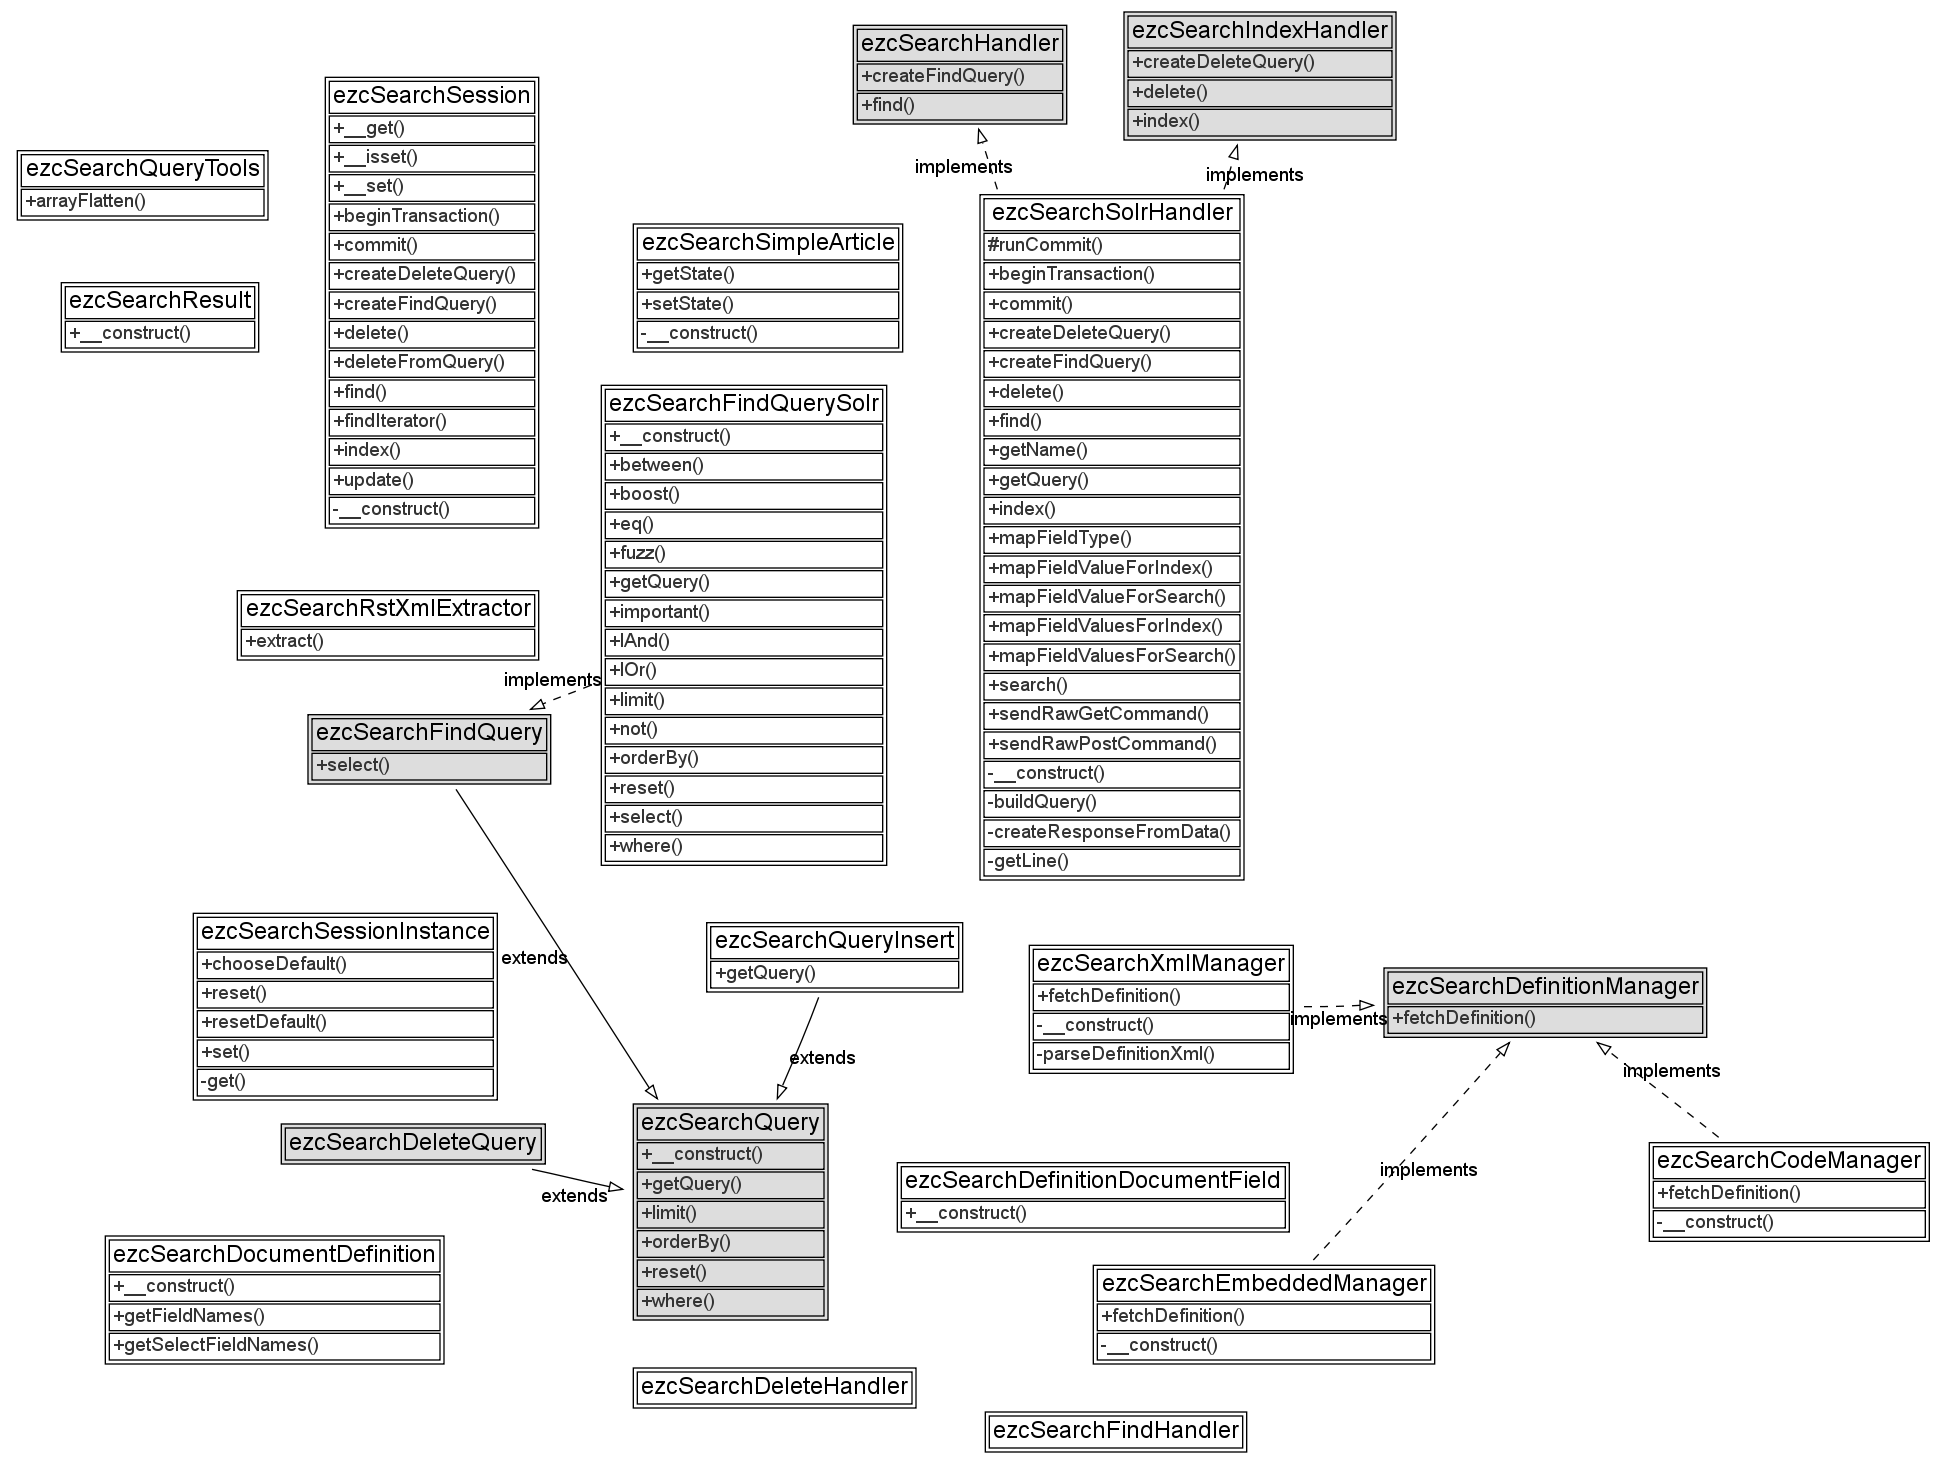 ezcSearchHandler
+createFindQuery()
+find()
ezcSearchIndexHandler
+createDeleteQuery()
+delete()
+index()
implements
implements
ezcSearchSession
+__get()
+__isset()
+__set()
+beginTransaction()
+commit()
+createDeleteQuery()
+createFindQuery()
+delete()
+deleteFromQuery()
+find()
+findIterator()
+index()
+update()
-__construct()
ezcSearchQueryTools
+arrayFlatten()
ezcSearchResult
+__construct()
ezcSearchSimpleArticle
+getState()
+setState()
-__construct()
ezcSearchSolrHandler
#runCommit()
+beginTransaction()
+commit()
+createDeleteQuery()
+createFindQuery()
+delete()
+find()
+getName()
+getQuery()
+index()
+mapFieldType()
+mapFieldValueForIndex()
+mapFieldValueForSearch()
+mapFieldValuesForIndex()
+mapFieldValuesForSearch()
+search()
+sendRawGetCommand()
+sendRawPostCommand()
-__construct()
-buildQuery()
-createResponseFromData()
-getLine()
ezcSearchFindQuerySolr
+__construct()
+between()
+boost()
+eq()
+fuzz()
+getQuery()
+important()
+lAnd()
+lOr()
+limit()
+not()
+orderBy()
+reset()
+select()
+where()
ezcSearchRstXmlExtractor
+extract()
implements
ezcSearchFindQuery
+select()
ezcSearchSessionInstance
+chooseDefault()
+reset()
+resetDefault()
+set()
-get()
extends
ezcSearchQueryInsert
+getQuery()
extends
ezcSearchXmlManager
+fetchDefinition()
-__construct()
-parseDefinitionXml()
implements
ezcSearchDefinitionManager
+fetchDefinition()
implements
implements
ezcSearchDeleteQuery
extends
ezcSearchQuery
+__construct()
+getQuery()
+limit()
+orderBy()
+reset()
+where()
ezcSearchDefinitionDocumentField
+__construct()
ezcSearchCodeManager
+fetchDefinition()
-__construct()
ezcSearchDocumentDefinition
+__construct()
+getFieldNames()
+getSelectFieldNames()
ezcSearchEmbeddedManager
+fetchDefinition()
-__construct()
ezcSearchDeleteHandler
ezcSearchFindHandler